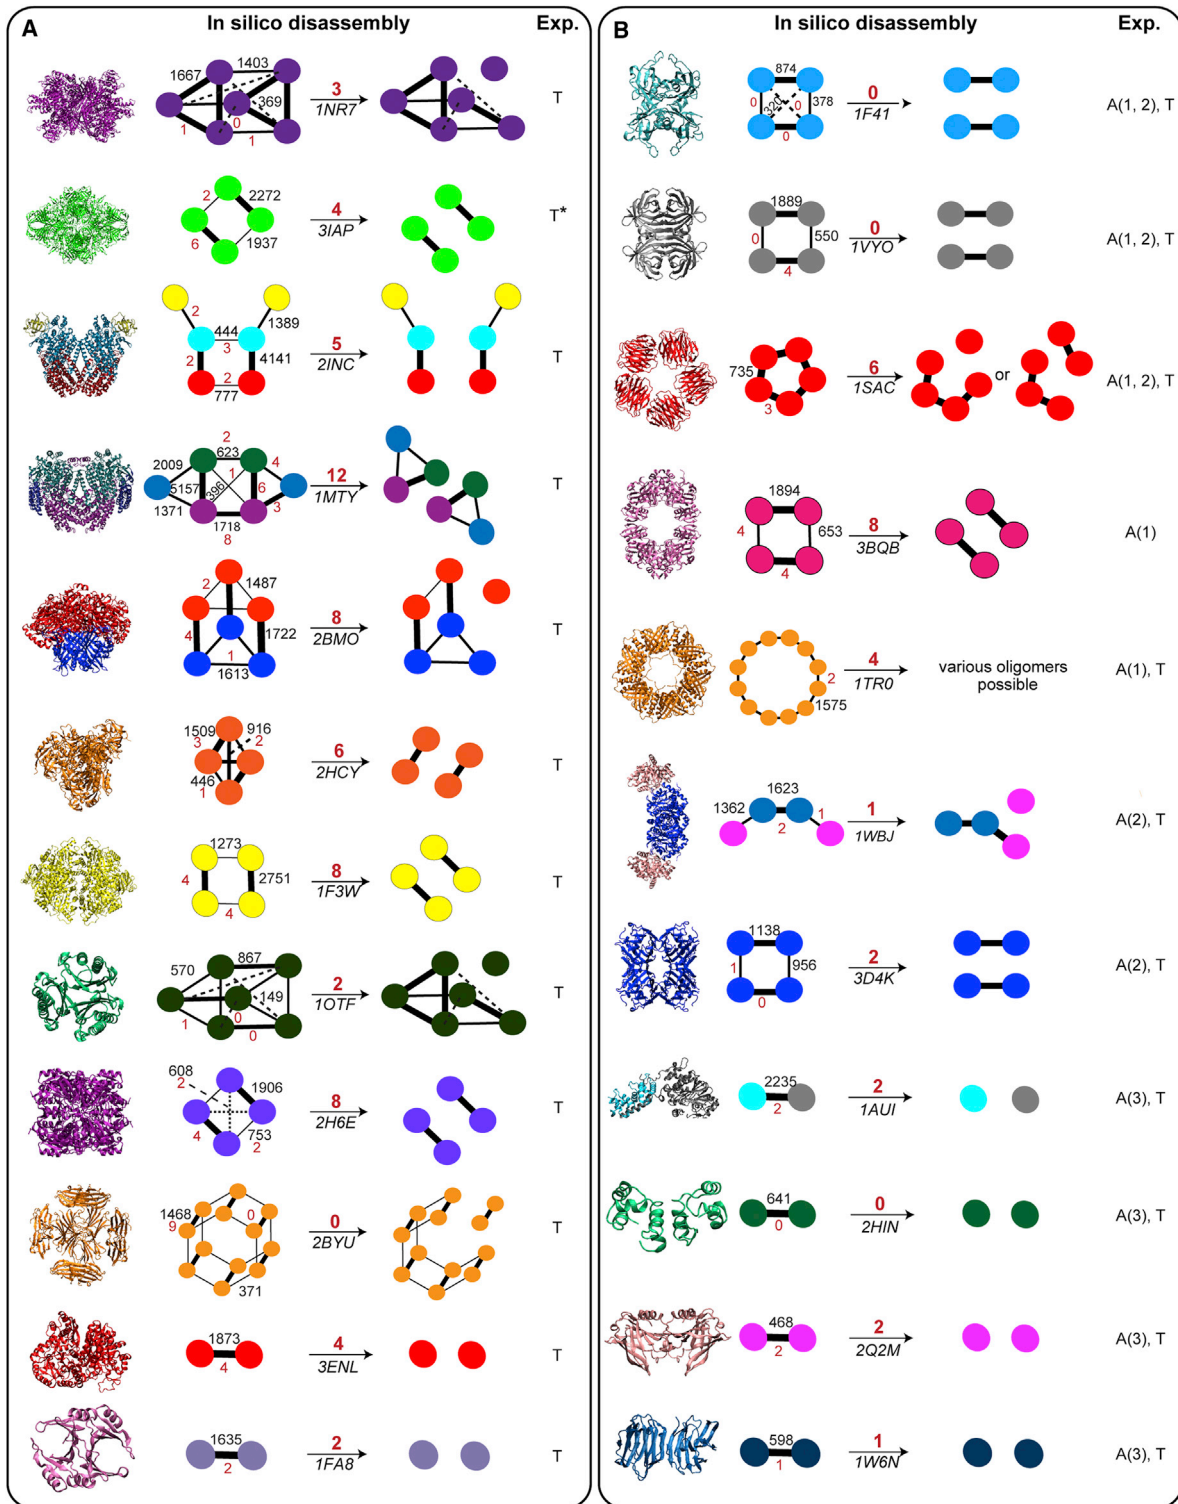 A
In silico disassembly
Exp.
1403
1667
369
1
0
1
3
1NR7
T
2
2272
6
1937
4
3IAP
T*
2
1389
444
3
2
4141
2
777
5
2INC
T
2
2009
623
4
5157
1
396
6
1371
3
1718
8
12
1MTY
T
2
1487
4
1722
1
1613
8
2BMO
T
1509
916
3
2
446
1
6
2HCY
T
1273
4
2751
4
8
1F3W
T
570
867
149
1
0
0
2
1OTF
T
608
2
1906
4
753
2
8
2H6E
T
1468
9
0
371
0
2BYU
T
1873
4
4
3ENL
T
1635
2
2
1FA8
T
B
In silico disassembly
Exp.
874
0
320
0
378
0
0
1F41
A(1, 2), T
1889
0
550
4
0
1VYO
A(1, 2), T
735
3
6
1SAC
or
A(1, 2), T
1894
4
653
4
8
3BQB
A(1)
2
1575
4
1TR0
various oligomers
possible
A(1), T
1623
1362
1
2
1
1WBJ
A(2), T
1138
1
956
0
2
3D4K
A(2), T
2235
2
2
1AUI
A(3), T
641
0
0
2HIN
A(3), T
468
2
2
2Q2M
A(3), T
598
1
1
1W6N
A(3), T